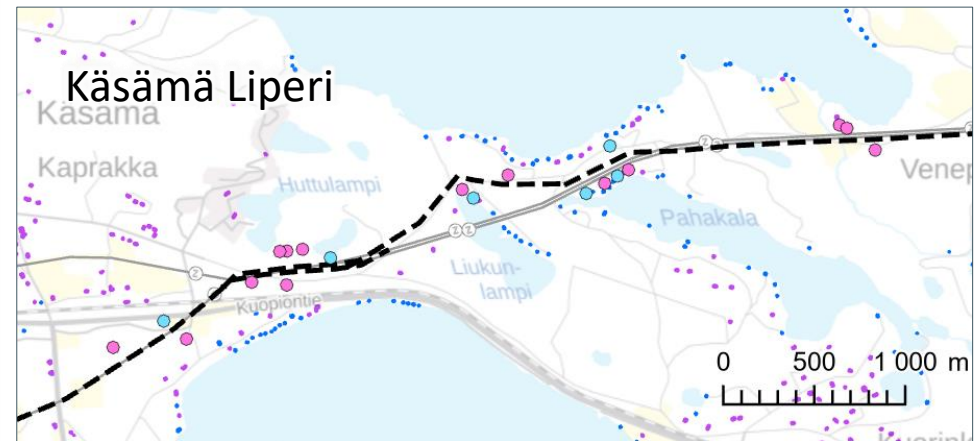 Käsämä Liperi
Käsämä
Kaprakka
Huttulampi
Venep
Pahakala
Liukun-
lampi
Kuopiontie
0 500 1 000 m